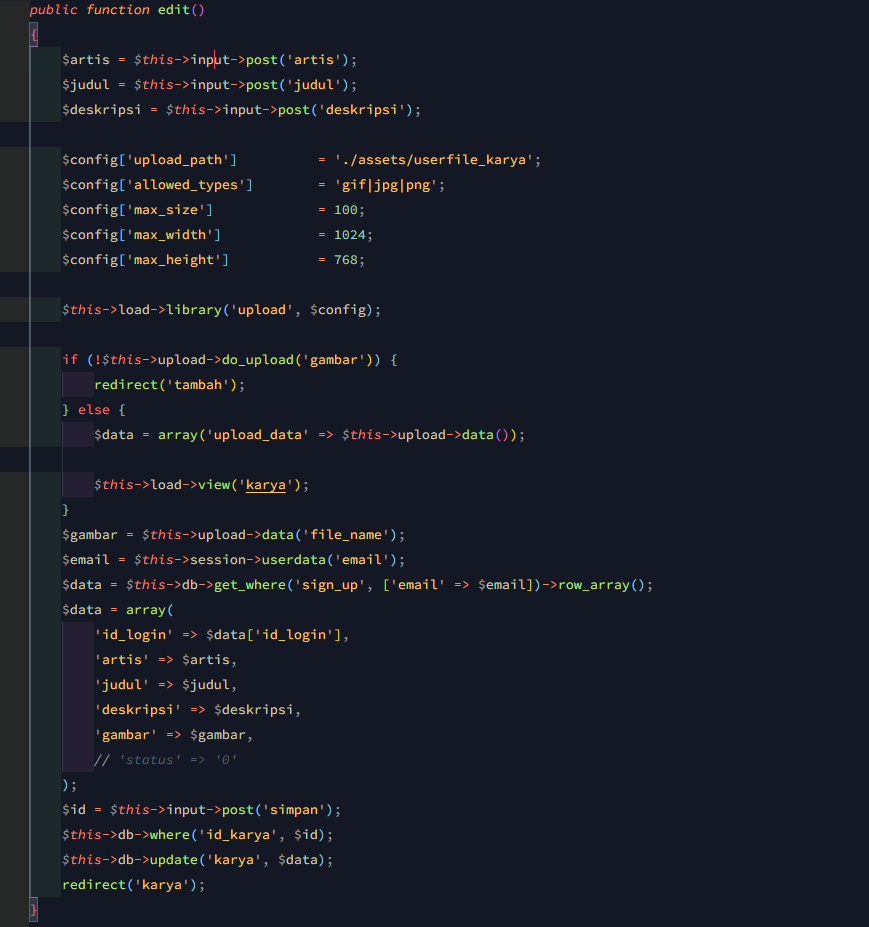 public function edit()
{
    $artis = $this->input->post('artis');
    $judul = $this->input->post('judul');
    $deskripsi = $this->input->post('deskripsi');

    $config['upload_path']          = './assets/userfile_karya';
    $config['allowed_types']        = 'gif|jpg|png';
    $config['max_size']             = 100;
    $config['max_width']            = 1024;
    $config['max_height']           = 768;

    $this->load->library('upload', $config);

    if (!$this->upload->do_upload('gambar')) {
        redirect('tambah');
    } else {
        $data = array('upload_data' => $this->upload->data());

        $this->load->view('karya');
    }
    $gambar = $this->upload->data('file_name');
    $email = $this->session->userdata('email');
    $data = $this->db->get_where('sign_up', ['email' => $email])->row_array();
    $data = array(
        'id_login' => $data['id_login'],
        'artis' => $artis,
        'judul' => $judul,
        'deskripsi' => $deskripsi,
        'gambar' => $gambar,
        // 'status' => '0'
    );
    $id = $this->input->post('simpan');
    $this->db->where('id_karya', $id);
    $this->db->update('karya', $data);
    redirect('karya');
}